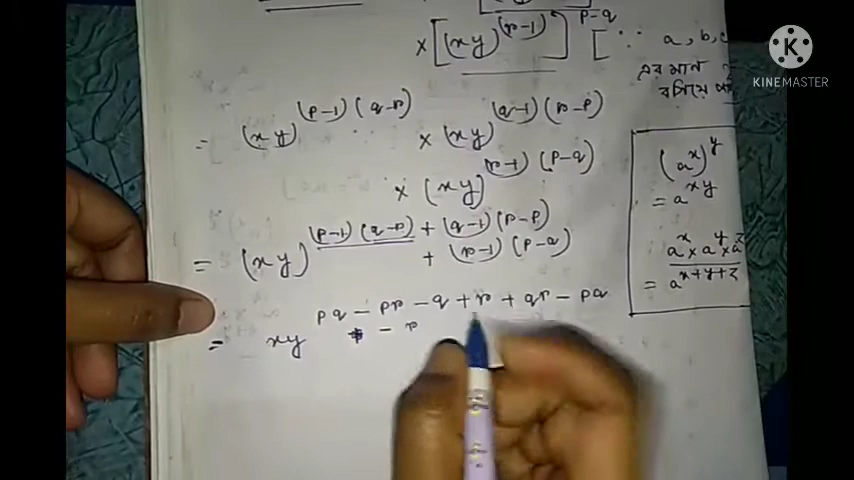 p-q
× [(xy)^(r-1)] [∵ a, b, c
এর মান
বসিয়ে
= (xy)^(p-1)(q-r) × (xy)^(q-1)(r-p)
× (xy)^(r-1)(p-q)
= (xy)^(p-1)(q-r) + (q-1)(r-p)
+ (r-1)(p-q)
= xy^pq - pr - q + r + qr - pq
- r
(a^x)^y
= a^xy
a^x × a^y × a^z
= a^x+y+z
K
KINEMASTER